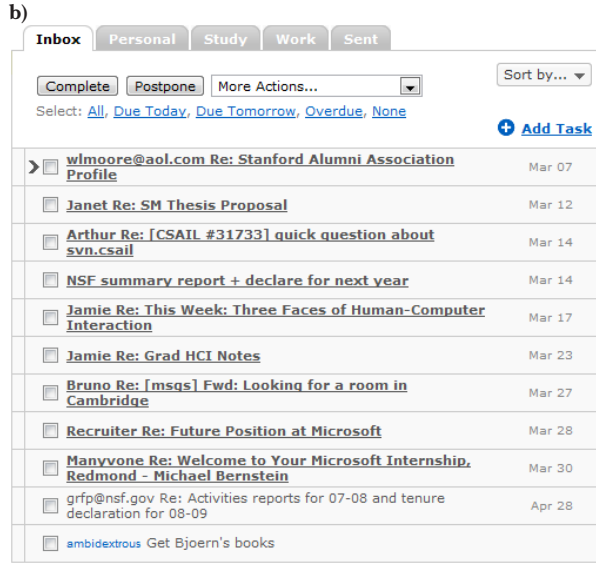 b)
Inbox Personal Study Work Sent
Complete Postpone More Actions... Sort by...
Select: All, Due Today, Due Tomorrow, Overdue, None
Add Task
wlmoore@aol.com Re: Stanford Alumni Association
Profile
Mar 07
Janet Re: SM Thesis Proposal Mar 12
Arthur Re: [CSAIL #31733] quick question about
svn.csail
Mar 14
NSF summary report + declare for next year Mar 14
Jamie Re: This Week: Three Faces of Human-Computer
Interaction
Mar 17
Jamie Re: Grad HCI Notes Mar 23
Bruno Re: [msgs] Fwd: Looking for a room in
Cambridge
Mar 27
Recruiter Re: Future Position at Microsoft Mar 28
Manyvone Re: Welcome to Your Microsoft Internship,
Redmond - Michael Bernstein
Mar 30
grfp@nsf.gov Re: Activities reports for 07-08 and tenure
declaration for 08-09
Apr 28
ambidextrous Get Bjoern's books